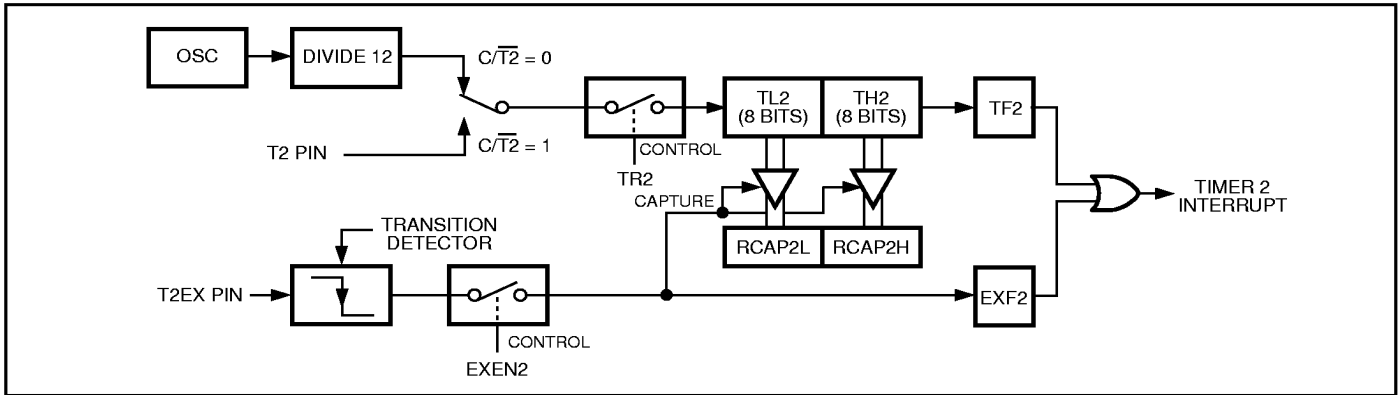 OSC
DIVIDE 12
C/T2̅ = 0
TL2
(8 BITS)
TH2
(8 BITS)
TF2
C/T2̅ = 1
T2 PIN
CONTROL
TR2
CAPTURE
TIMER 2
INTERRUPT
TRANSITION
DETECTOR
RCAP2L
RCAP2H
T2EX PIN
EXF2
CONTROL
EXEN2